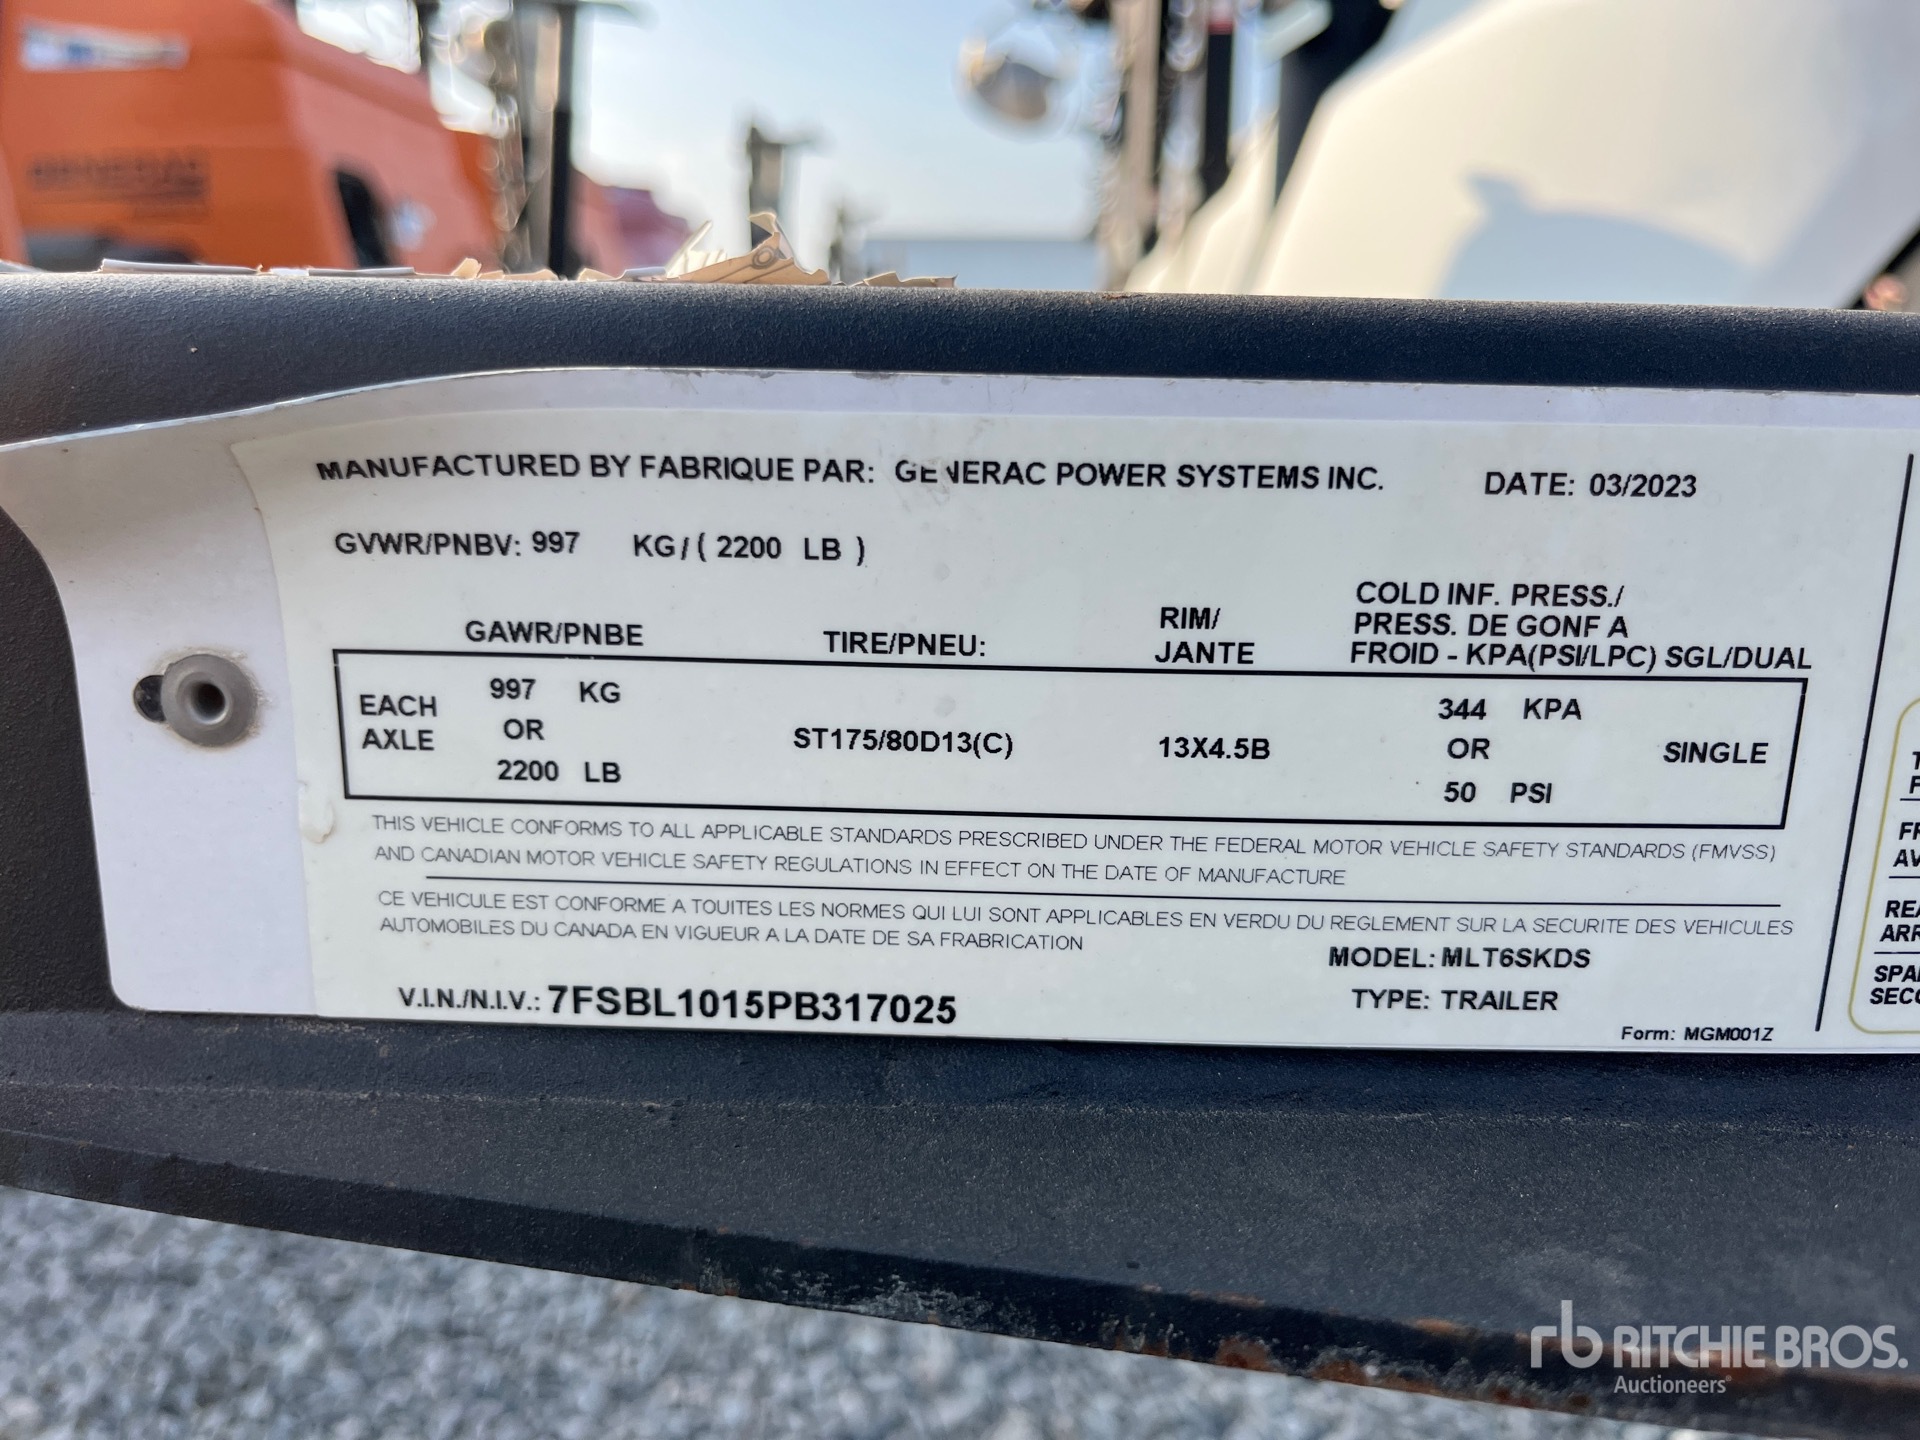 GENERAC
MANUFACTURED BY FABRIQUE PAR: GENERAC POWER SYSTEMS INC. DATE: 03/2023
GVWR/PNBV: 997 KG/( 2200 LB )
GAWR/PNBE TIRE/PNEU: RIM/ JANTE COLD INF. PRESS./ PRESS. DE GONF A FROID - KPA(PSI/LPC) SGL/DUAL
EACH AXLE 997 KG OR 2200 LB ST175/80D13(C) 13X4.5B 344 KPA OR 50 PSI SINGLE
THIS VEHICLE CONFORMS TO ALL APPLICABLE STANDARDS PRESCRIBED UNDER THE FEDERAL MOTOR VEHICLE SAFETY STANDARDS (FMVSS)
AND CANADIAN MOTOR VEHICLE SAFETY REGULATIONS IN EFFECT ON THE DATE OF MANUFACTURE
CE VEHICULE EST CONFORME A TOUITES LES NORMES QUI LUI SONT APPLICABLES EN VERDU DU REGLEMENT SUR LA SECURITE DES VEHICULES
AUTOMOBILES DU CANADA EN VIGUEUR A LA DATE DE SA FRABRICATION
MODEL: MLT6SKDS
V.I.N./N.I.V.: 7FSBL1015PB317025 TYPE: TRAILER
Form: MGM001Z
rb RITCHIE BROS.
Auctioneers